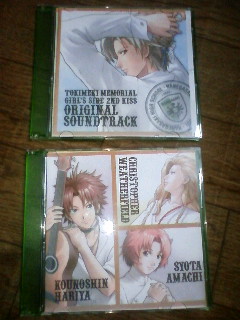 TOKIMEKI MEMORIAL
GIRL'S SIDE 2ND KISS
ORIGINAL
SOUNDTRACK
CHRISTOPHER
WEATHERFIELD
KOUNOSHIN
HARIYA
SYOTA
AMACHI